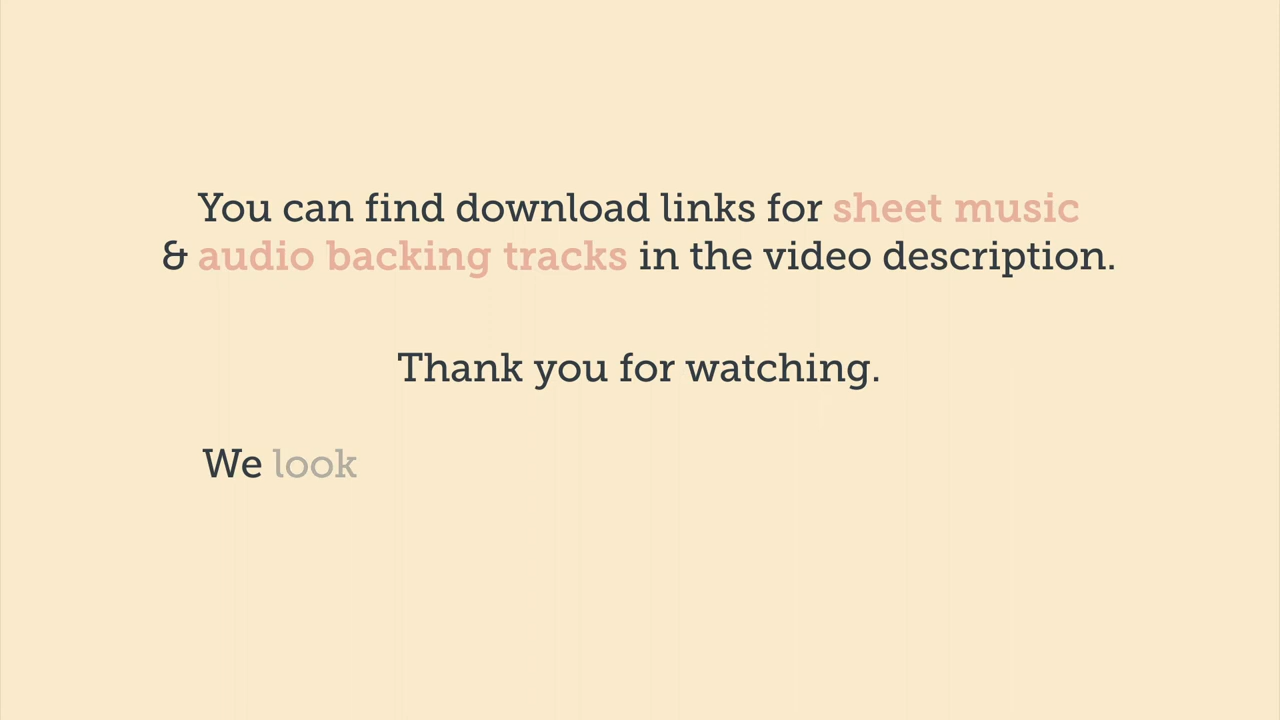 You can find download links for sheet music
& audio backing tracks in the video description.
Thank you for watching.
We look